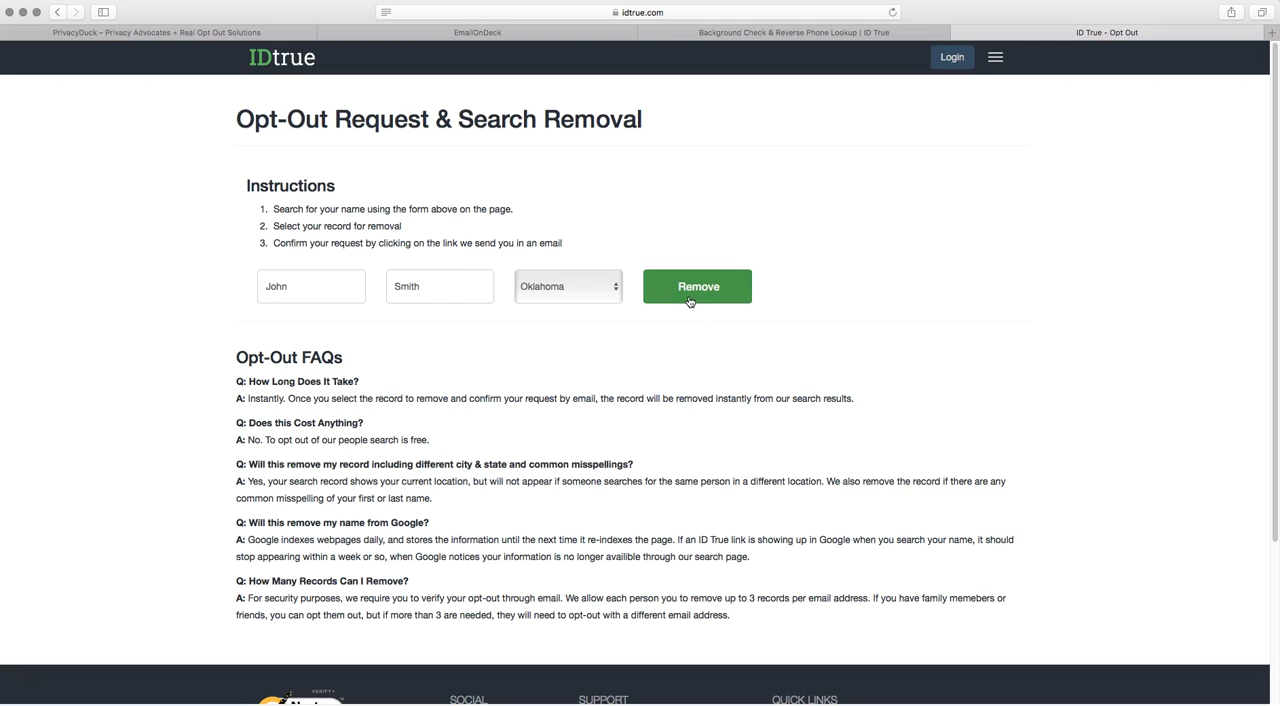 idtrue.com
PrivacyDuck – Privacy Advocates + Real Opt Out Solutions
EmailOnDeck
Background Check & Reverse Phone Lookup | ID True
ID True - Opt Out
IDtrue
Login
Opt-Out Request & Search Removal
Instructions
1. Search for your name using the form above on the page.
2. Select your record for removal
3. Confirm your request by clicking on the link we send you in an email
John
Smith
Oklahoma
Remove
Opt-Out FAQs
Q: How Long Does It Take?
A: Instantly. Once you select the record to remove and confirm your request by email, the record will be removed instantly from our search results.
Q: Does this Cost Anything?
A: No. To opt out of our people search is free.
Q: Will this remove my record including different city & state and common misspellings?
A: Yes, your search record shows your current location, but will not appear if someone searches for the same person in a different location. We also remove the record if there are any
common misspelling of your first or last name.
Q: Will this remove my name from Google?
A: Google indexes webpages daily, and stores the information until the next time it re-indexes the page. If an ID True link is showing up in Google when you search your name, it should
stop appearing within a week or so, when Google notices your information is no longer availible through our search page.
Q: How Many Records Can I Remove?
A: For security purposes, we require you to verify your opt-out through email. We allow each person you to remove up to 3 records per email address. If you have family memebers or
friends, you can opt them out, but if more than 3 are needed, they will need to opt-out with a different email address.
VERIFY
SOCIAL
SUPPORT
QUICK LINKS